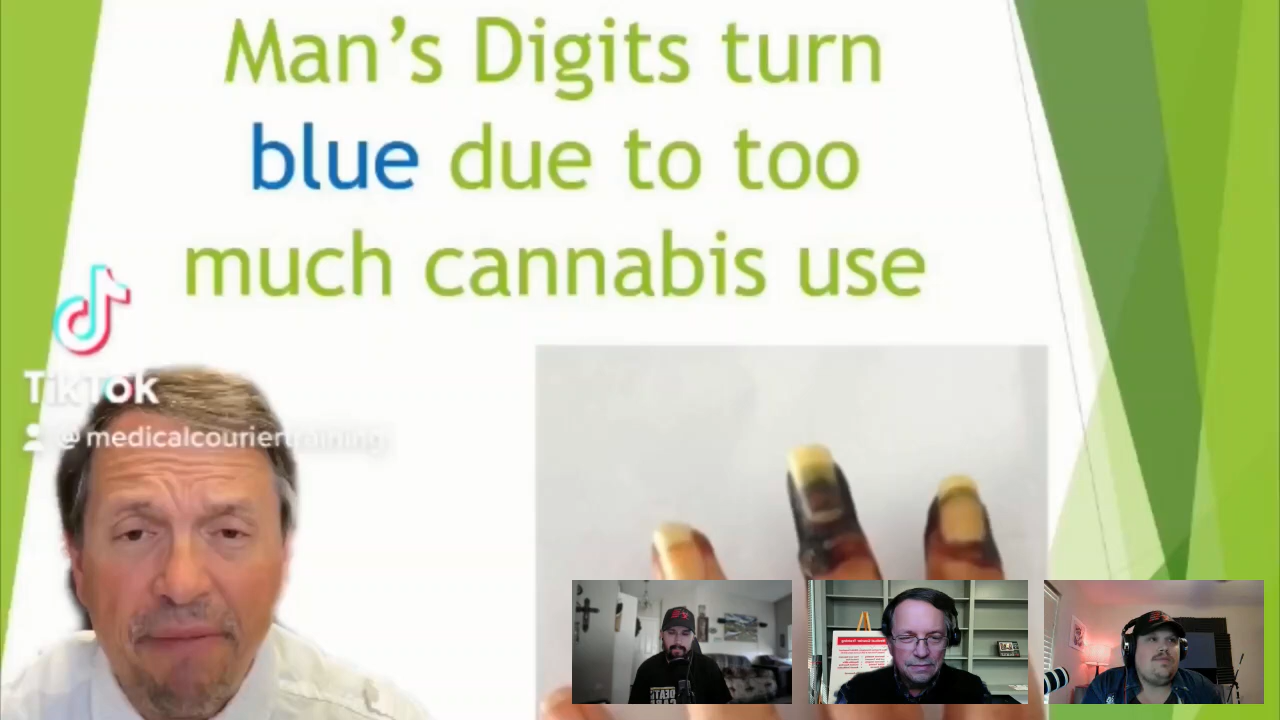 Man's Digits turn
blue due to too
much cannabis use
TikTok
@medicalcouriertraining